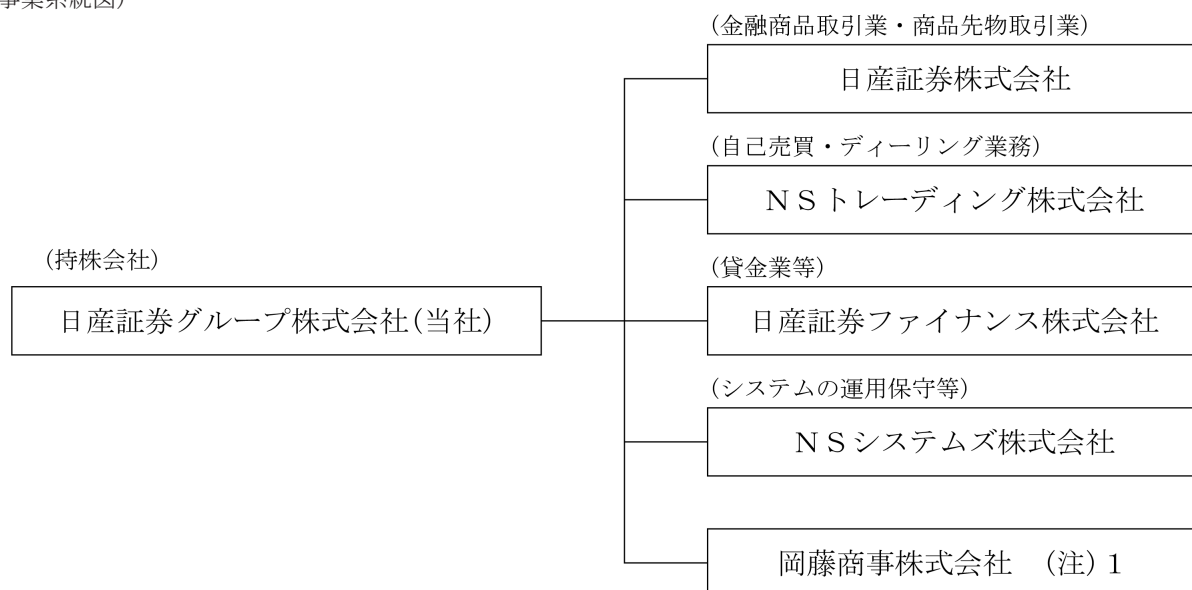 事業系統図)
(金融商品取引業・商品先物取引業)
日産証券株式会社
(自己売買・ディーリング業務)
ＮＳトレーディング株式会社
(持株会社)
日産証券グループ株式会社(当社)
(貸金業等)
日産証券ファイナンス株式会社
(システムの運用保守等)
ＮＳシステムズ株式会社
岡藤商事株式会社　(注)１